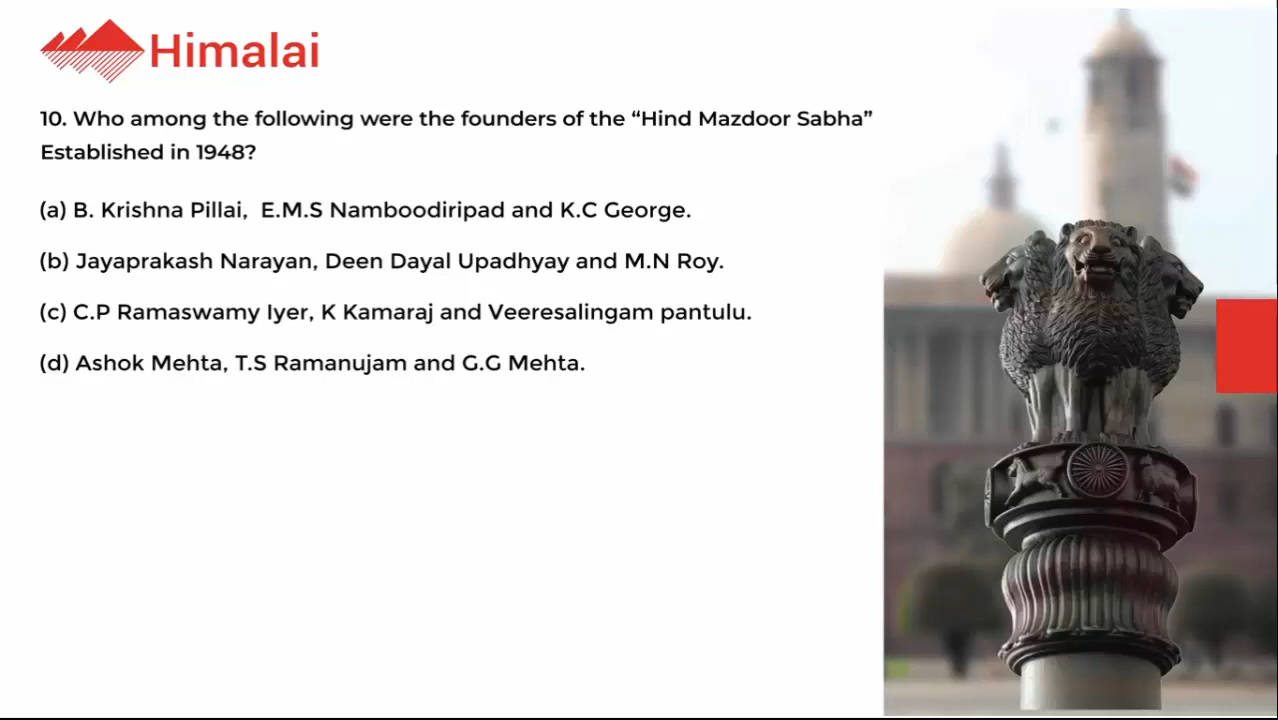 Himalai
10. Who among the following were the founders of the “Hind Mazdoor Sabha”
Established in 1948?
(a) B. Krishna Pillai, E.M.S Namboodiripad and K.C George.
(b) Jayaprakash Narayan, Deen Dayal Upadhyay and M.N Roy.
(c) C.P Ramaswamy Iyer, K Kamaraj and Veeresalingam pantulu.
(d) Ashok Mehta, T.S Ramanujam and G.G Mehta.